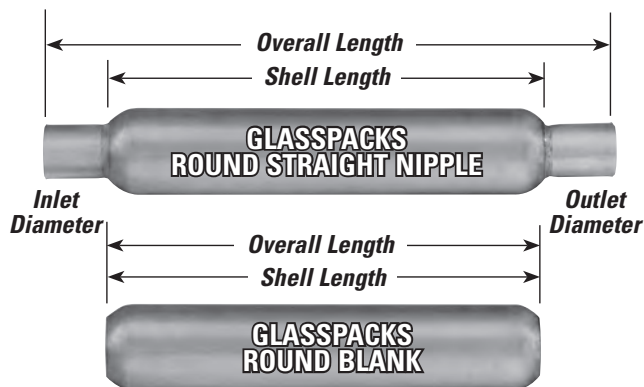 Overall Length
Shell Length
GLASSPACKS
ROUND STRAIGHT NIPPLE
Inlet
Diameter
Outlet
Diameter
Overall Length
Shell Length
GLASSPACKS
ROUND BLANK